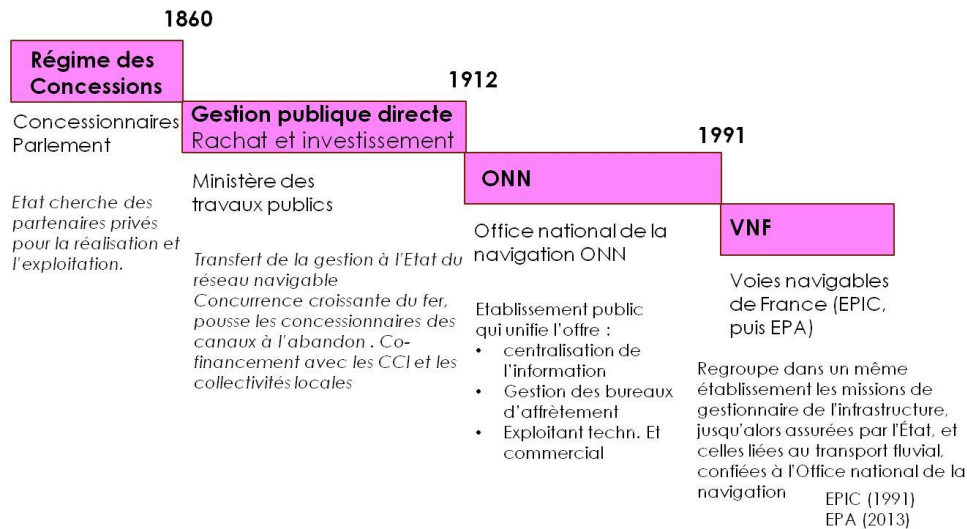 1860
Régime des
Concessions
Concessionnaires
Parlement
Etat cherche des
partenaires privés
pour la réalisation et
l'exploitation.
1912
Gestion publique directe
Rachat et investissement
Ministère des
travaux publics
Transfert de la gestion à l'Etat du
réseau navigable
Concurrence croissante du fer,
pousse les concessionnaires des
canaux à l'abandon . Co-
financement avec les CCI et les
collectivités locales
1991
ONN
Office national de la
navigation ONN
Etablissement public
qui unifie l'offre :
• centralisation de
l'information
• Gestion des bureaux
d'affrètement
• Exploitant techn. Et
commercial
VNF
Voies navigables
de France (EPIC,
puis EPA)
Regroupe dans un même
établissement les missions de
gestionnaire de l'infrastructure,
jusqu'alors assurées par l'État, et
celles liées au transport fluvial,
confiées à l'Office national de la
navigation
EPIC (1991)
EPA (2013)